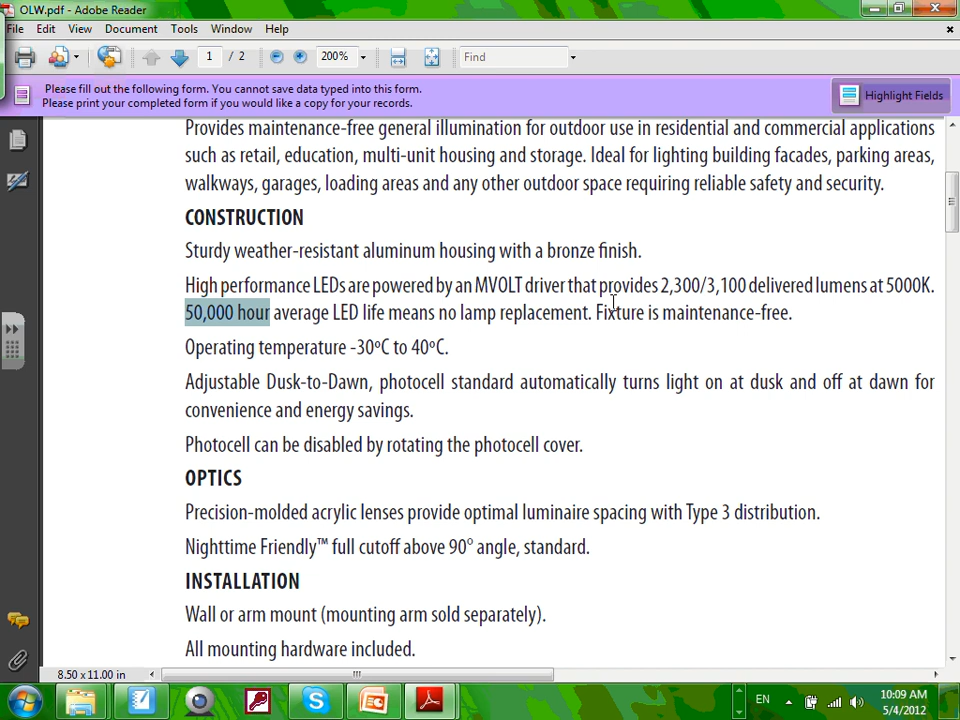 OLW.pdf - Adobe Reader
File Edit View Document Tools Window Help
1 / 2 200% Find
Please fill out the following form. You cannot save data typed into this form.
Please print your completed form if you would like a copy for your records.
Highlight Fields
Provides maintenance-free general illumination for outdoor use in residential and commercial applications
such as retail, education, multi-unit housing and storage. Ideal for lighting building facades, parking areas,
walkways, garages, loading areas and any other outdoor space requiring reliable safety and security.
CONSTRUCTION
Sturdy weather-resistant aluminum housing with a bronze finish.
High performance LEDs are powered by an MVOLT driver that provides 2,300/3,100 delivered lumens at 5000K.
50,000 hour average LED life means no lamp replacement. Fixture is maintenance-free.
Operating temperature -30ºC to 40ºC.
Adjustable Dusk-to-Dawn, photocell standard automatically turns light on at dusk and off at dawn for
convenience and energy savings.
Photocell can be disabled by rotating the photocell cover.
OPTICS
Precision-molded acrylic lenses provide optimal luminaire spacing with Type 3 distribution.
Nighttime Friendly™ full cutoff above 90° angle, standard.
INSTALLATION
Wall or arm mount (mounting arm sold separately).
All mounting hardware included.
8.50 x 11.00 in
EN
10:09 AM
5/4/2012